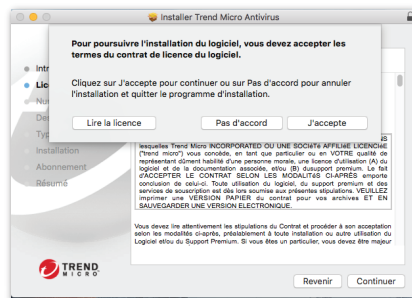 Installer Trend Micro Antivirus
Pour poursuivre l'installation du logiciel, vous devez accepter les
termes du contrat de licence du logiciel.
Cliquez sur J'accepte pour continuer ou sur Pas d'accord pour annuler
l'installation et quitter le programme d'installation.
Lire la licence
Pas d'accord
J'accepte
Intr
Lice
Nu
Des
Typ
Installation
Abonnement
Résumé
NS
lesquelles Trend Micro INCORPORATED OU UNE SOCIéTé AFFILIéE LICENCIéE
("trend micro") vous concède, en tant que particulier ou en VOTRE qualité de
représentant dûment habilité d'une personne morale, une licence d'utilisation (A) du
logiciel et de la documentation associée, et/ou (B) dusupport premium. Le fait
d'ACCEPTER LE CONTRAT SELON LES MODALITéS CI-APRÈS emporte
conclusion de celui-ci. Toute utilisation du logiciel, du support premium et des
services de souscription est dès lors soumise aux présentes stipulations. VEUILLEZ
imprimer une VERSION PAPIER du contrat pour vos archives ET EN
SAUVEGARDER UNE VERSION ELECTRONIQUE.
Vous devez lire attentivement les stipulations du Contrat et procéder à son acceptation
selon les modalités ci-après, préalablement à toute installation ou autre utilisation du
Logiciel et/ou du Support Premium. Si vous êtes un particulier, vous devez être majeur
TREND
MICRO
Revenir
Continuer